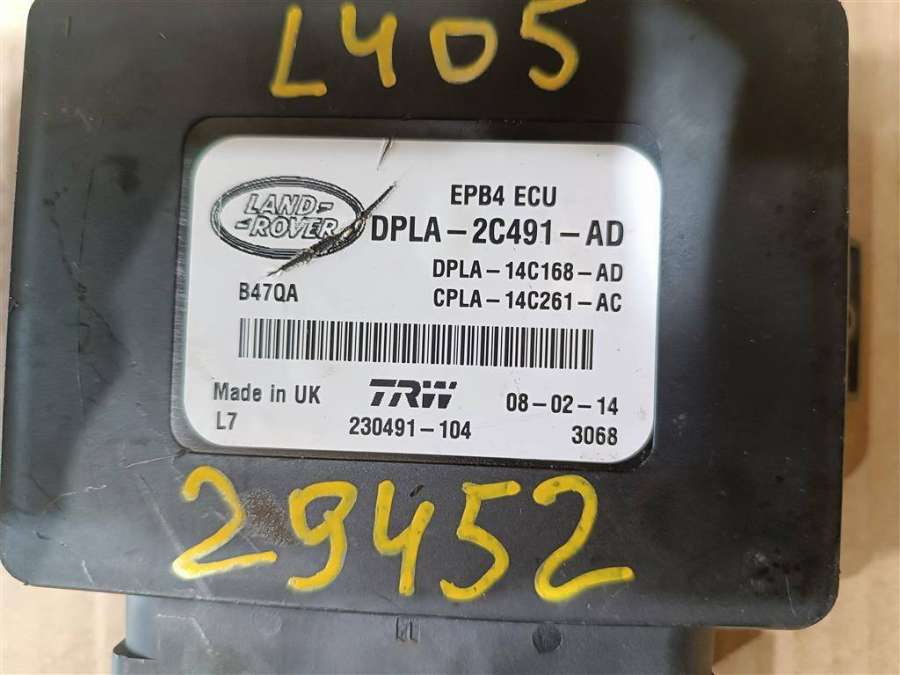 L405
EPB4 ECU
LAND-
-ROVER
DPLA-2C491-AD
DPLA-14C168-AD
B47QA
CPLA-14C261-AC
Made in UK
TRW
08-02-14
L7
230491-104
3068
29452